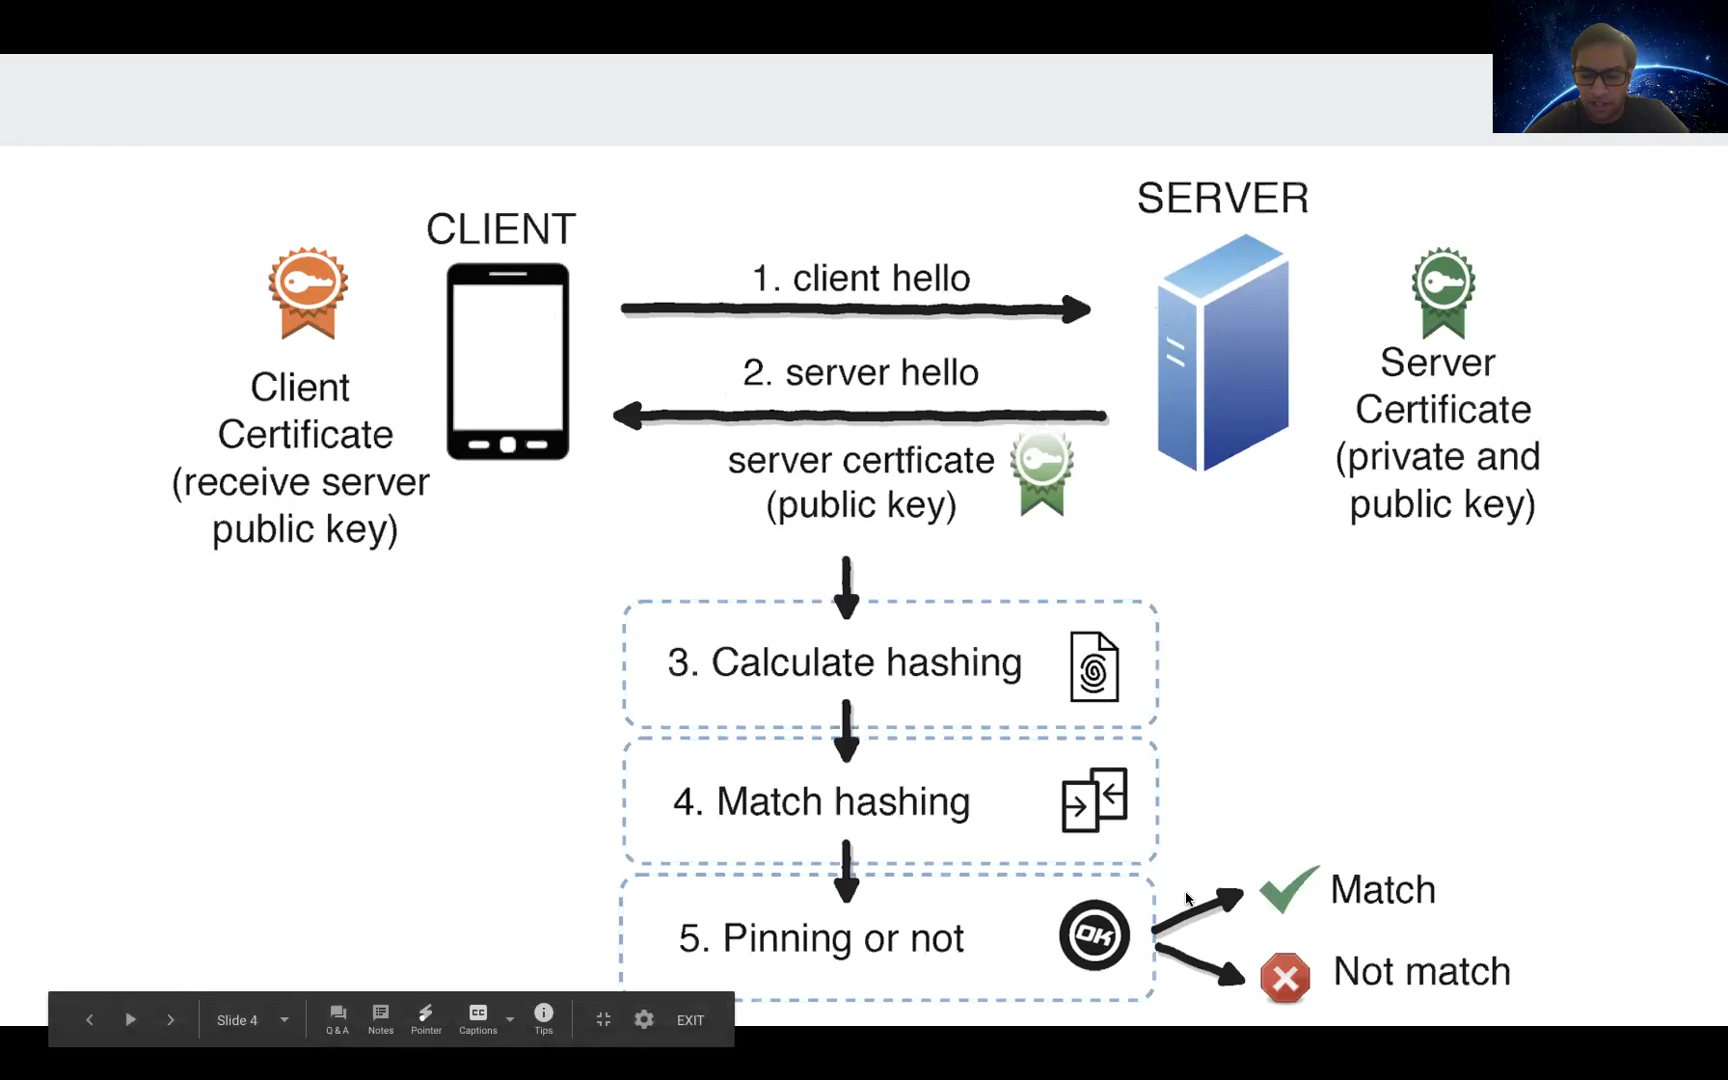 CLIENT
SERVER
1. client hello
2. server hello
server certficate
(public key)
Client
Certificate
(receive server
public key)
Server
Certificate
(private and
public key)
3. Calculate hashing
4. Match hashing
5. Pinning or not
OK
Match
Not match
Slide 4
Q & A
Notes
Pointer
CC
Captions
Tips
EXIT